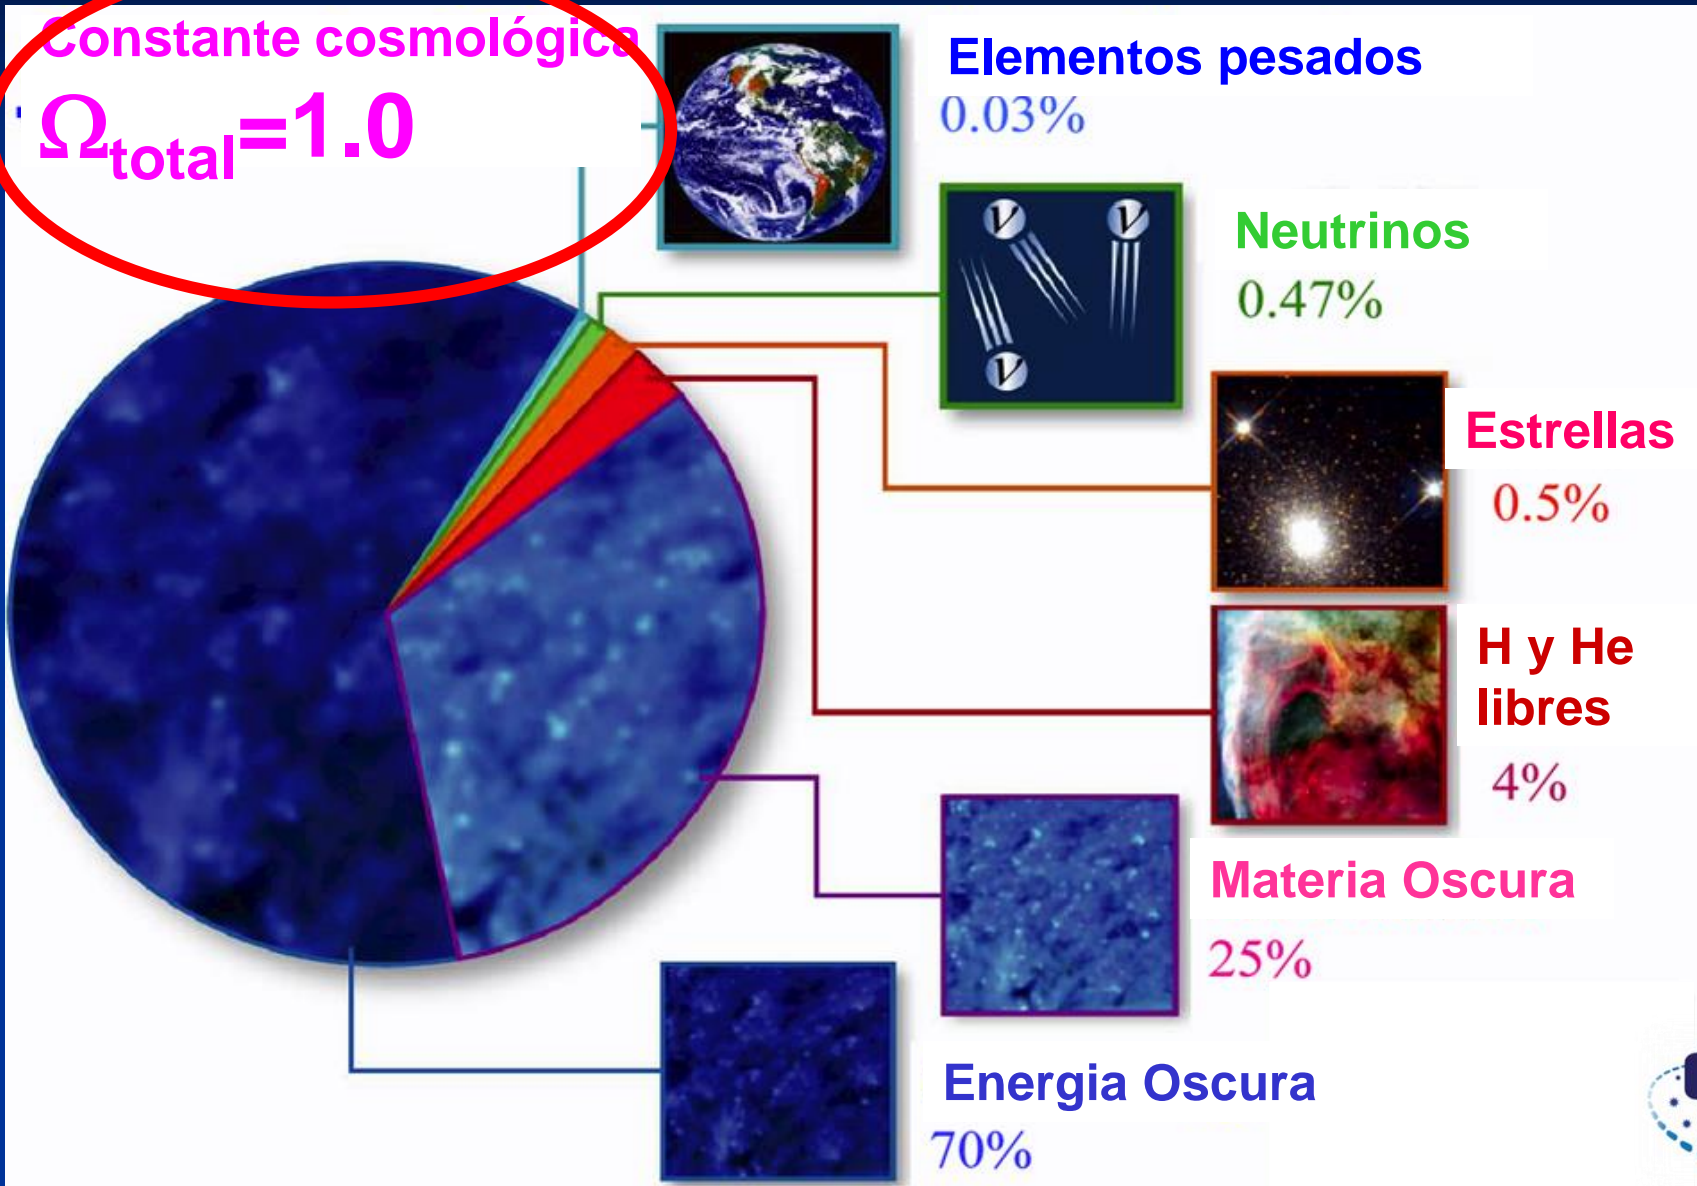 Constante cosmológica
Ωtotal=1.0
Elementos pesados
0.03%
ν ν
ν
Neutrinos
0.47%
Estrellas
0.5%
H y He
libres
4%
Materia Oscura
25%
Energia Oscura
70%